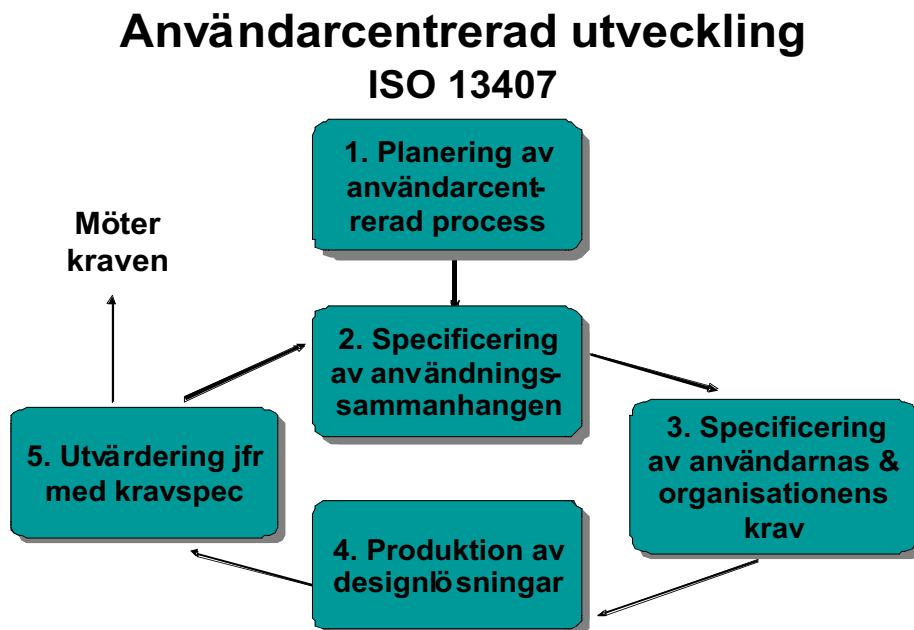 Användarcentrerad utveckling
ISO 13407
1. Planering av
användarcent-
rerad process
Möter
kraven
2. Specificering
av användnings-
sammanhangen
3. Specificering
av användarnas &
organisationens
krav
4. Produktion av
designlösningar
5. Utvärdering jfr
med kravspec